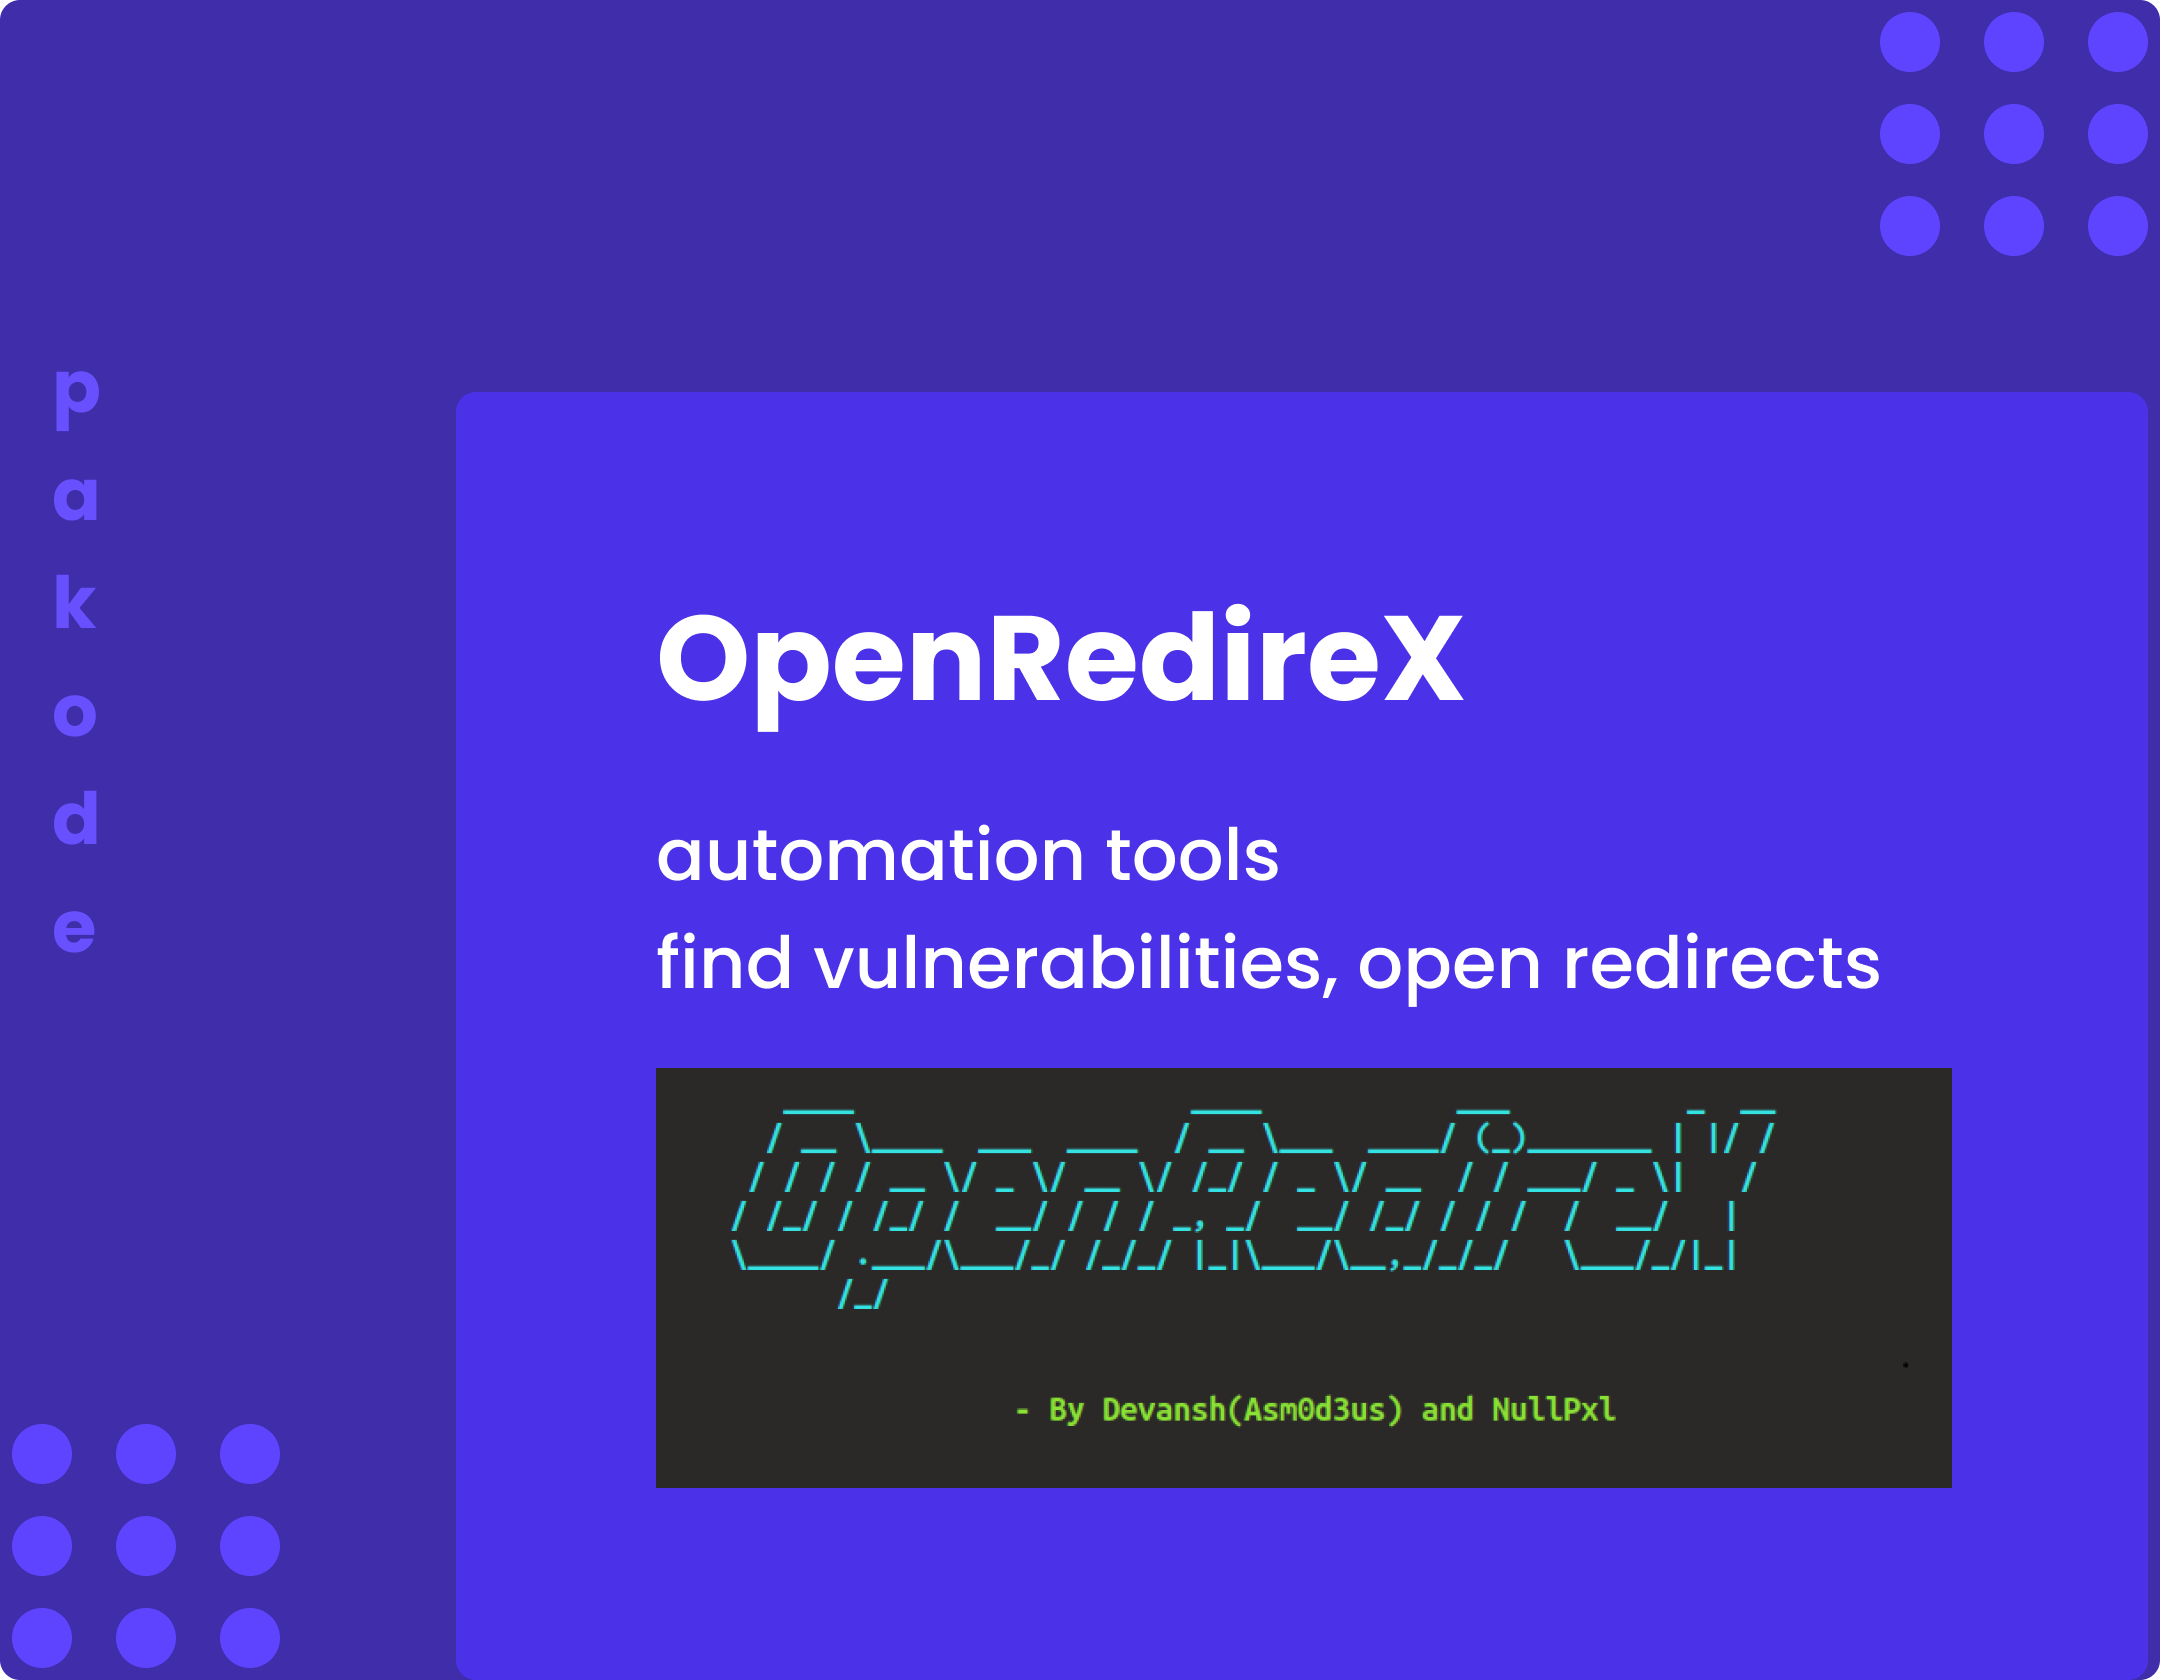 p
a
k
o
d
e
OpenRedireX
automation tools
find vulnerabilities, open redirects
OpenRedireX
- By Devansh(Asm0d3us) and NullPxl